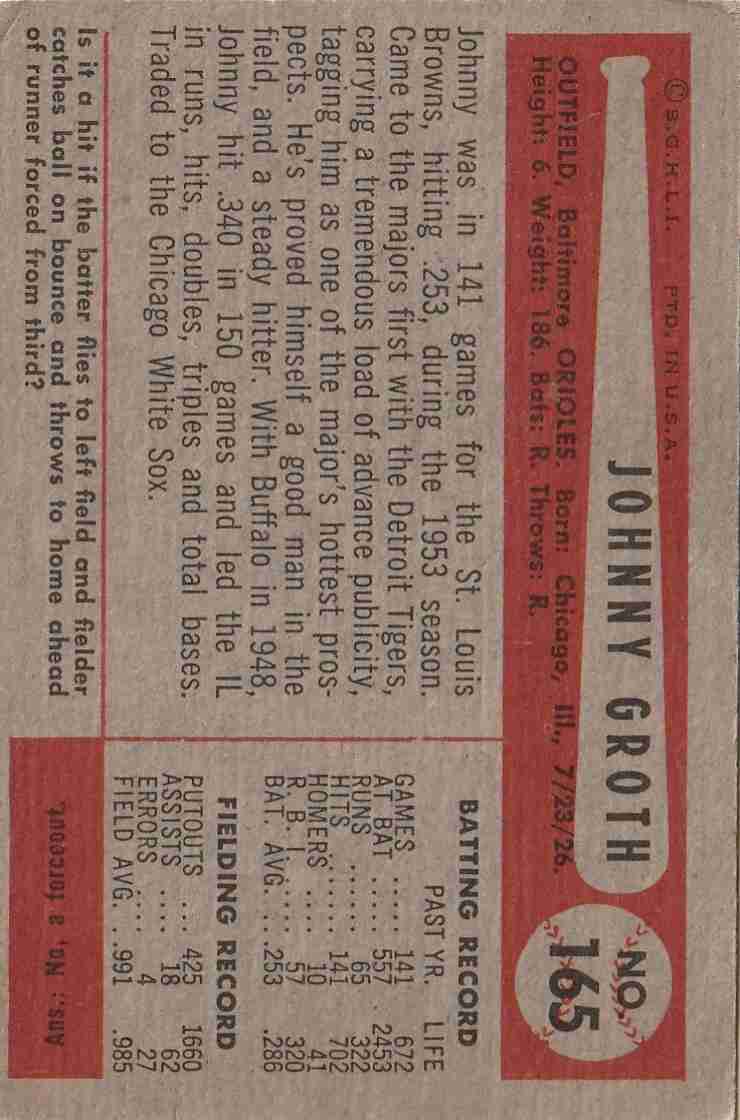 © B.G.H.L.I. PTD. IN U.S.A.
JOHNNY GROTH
NO.
165
OUTFIELD, Baltimore ORIOLES. Born: Chicago, Ill., 7/23/26.
Height: 6. Weight: 186. Bats: R. Throws: R.
Johnny was in 141 games for the St. Louis
Browns, hitting .253, during the 1953 season.
Came to the majors first with the Detroit Tigers,
carrying a tremendous load of advance publicity,
tagging him as one of the major's hottest pros-
pects. He's proved himself a good man in the
field, and a steady hitter. With Buffalo in 1948,
Johnny hit .340 in 150 games and led the IL
in runs, hits, doubles, triples and total bases.
Traded to the Chicago White Sox.
BATTING RECORD
PAST YR. LIFE
GAMES ..... 141 672
AT BAT ..... 557 2453
RUNS ...... 65 322
HITS ...... 141 702
HOMERS .... 10 41
R. B. I. ..... 57 320
BAT. AVG. ... .253 .286
FIELDING RECORD
PUTOUTS ... 425 1660
ASSISTS .... 18 62
ERRORS .... 4 27
FIELD AVG. .. .991 .985
Is it a hit if the batter flies to left field and fielder
catches ball on bounce and throws to home ahead
of runner forced from third?
Ans.: No, a forceout.